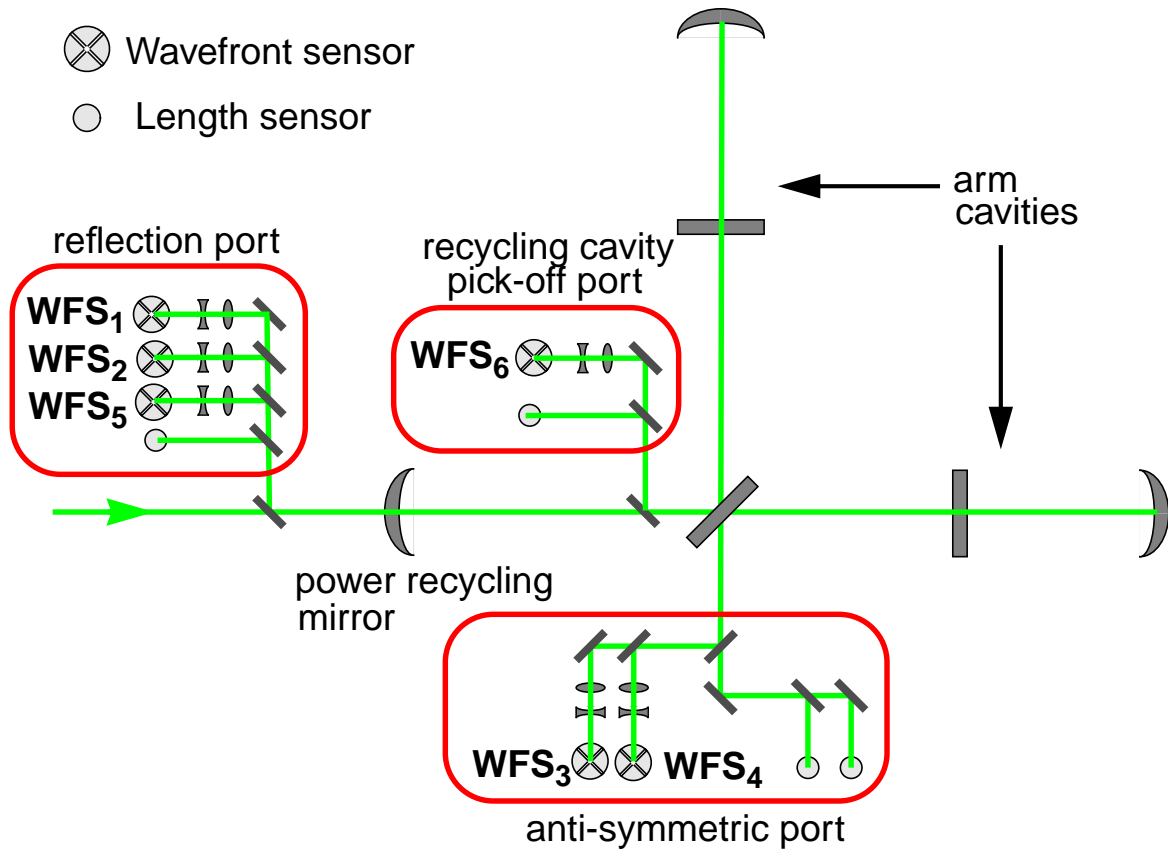 Wavefront sensor
Length sensor
arm
cavities
reflection port
recycling cavity
pick-off port
WFS1
WFS2
WFS5
WFS6
power recycling
mirror
WFS3
WFS4
anti-symmetric port